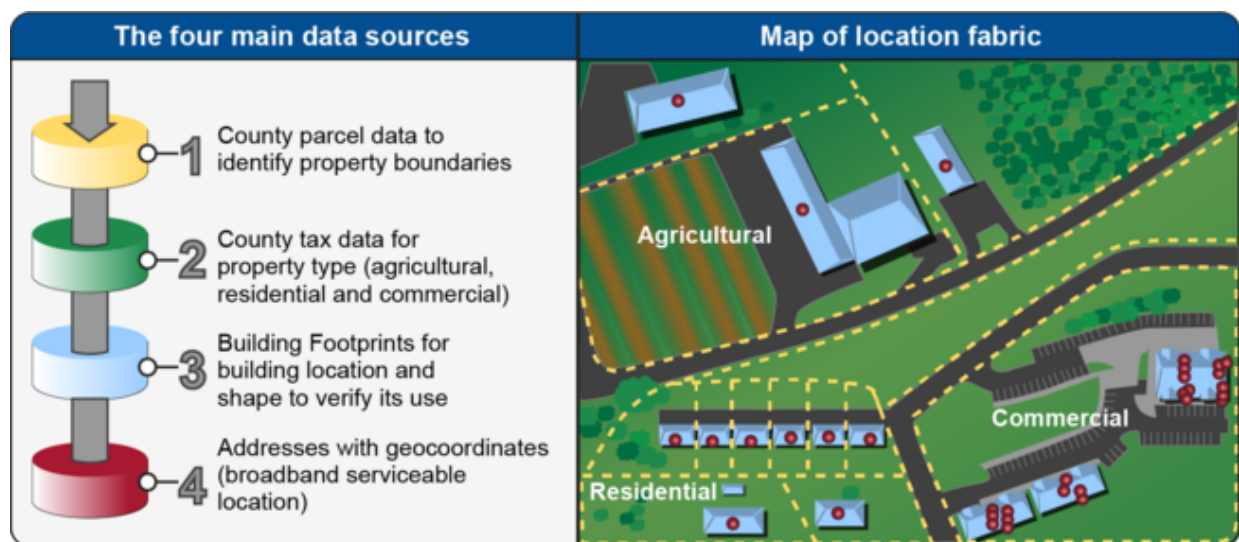 The four main data sources
1
County parcel data to
identify property boundaries
2
County tax data for
property type (agricultural,
residential and commercial)
3
Building Footprints for
building location and
shape to verify its use
4
Addresses with geocoordinates
(broadband serviceable
location)
Map of location fabric
Agricultural
Commercial
Residential